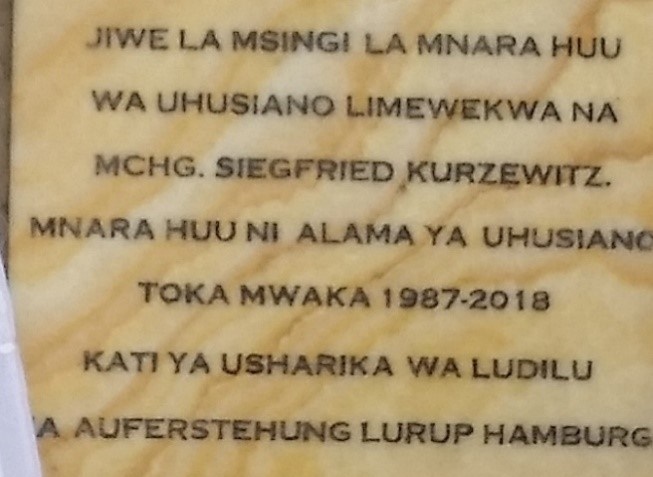 JIWE LA MSINGI LA MNARA HUU
WA UHUSIANO LIMEWEKWA NA
MCHG. SIEGFRIED KURZEWITZ.
MNARA HUU NI ALAMA YA UHUSIANO
TOKA MWAKA 1987-2018
KATI YA USHARIKA WA LUDILU
AUFERSTEHUNG LURUP HAMBURG